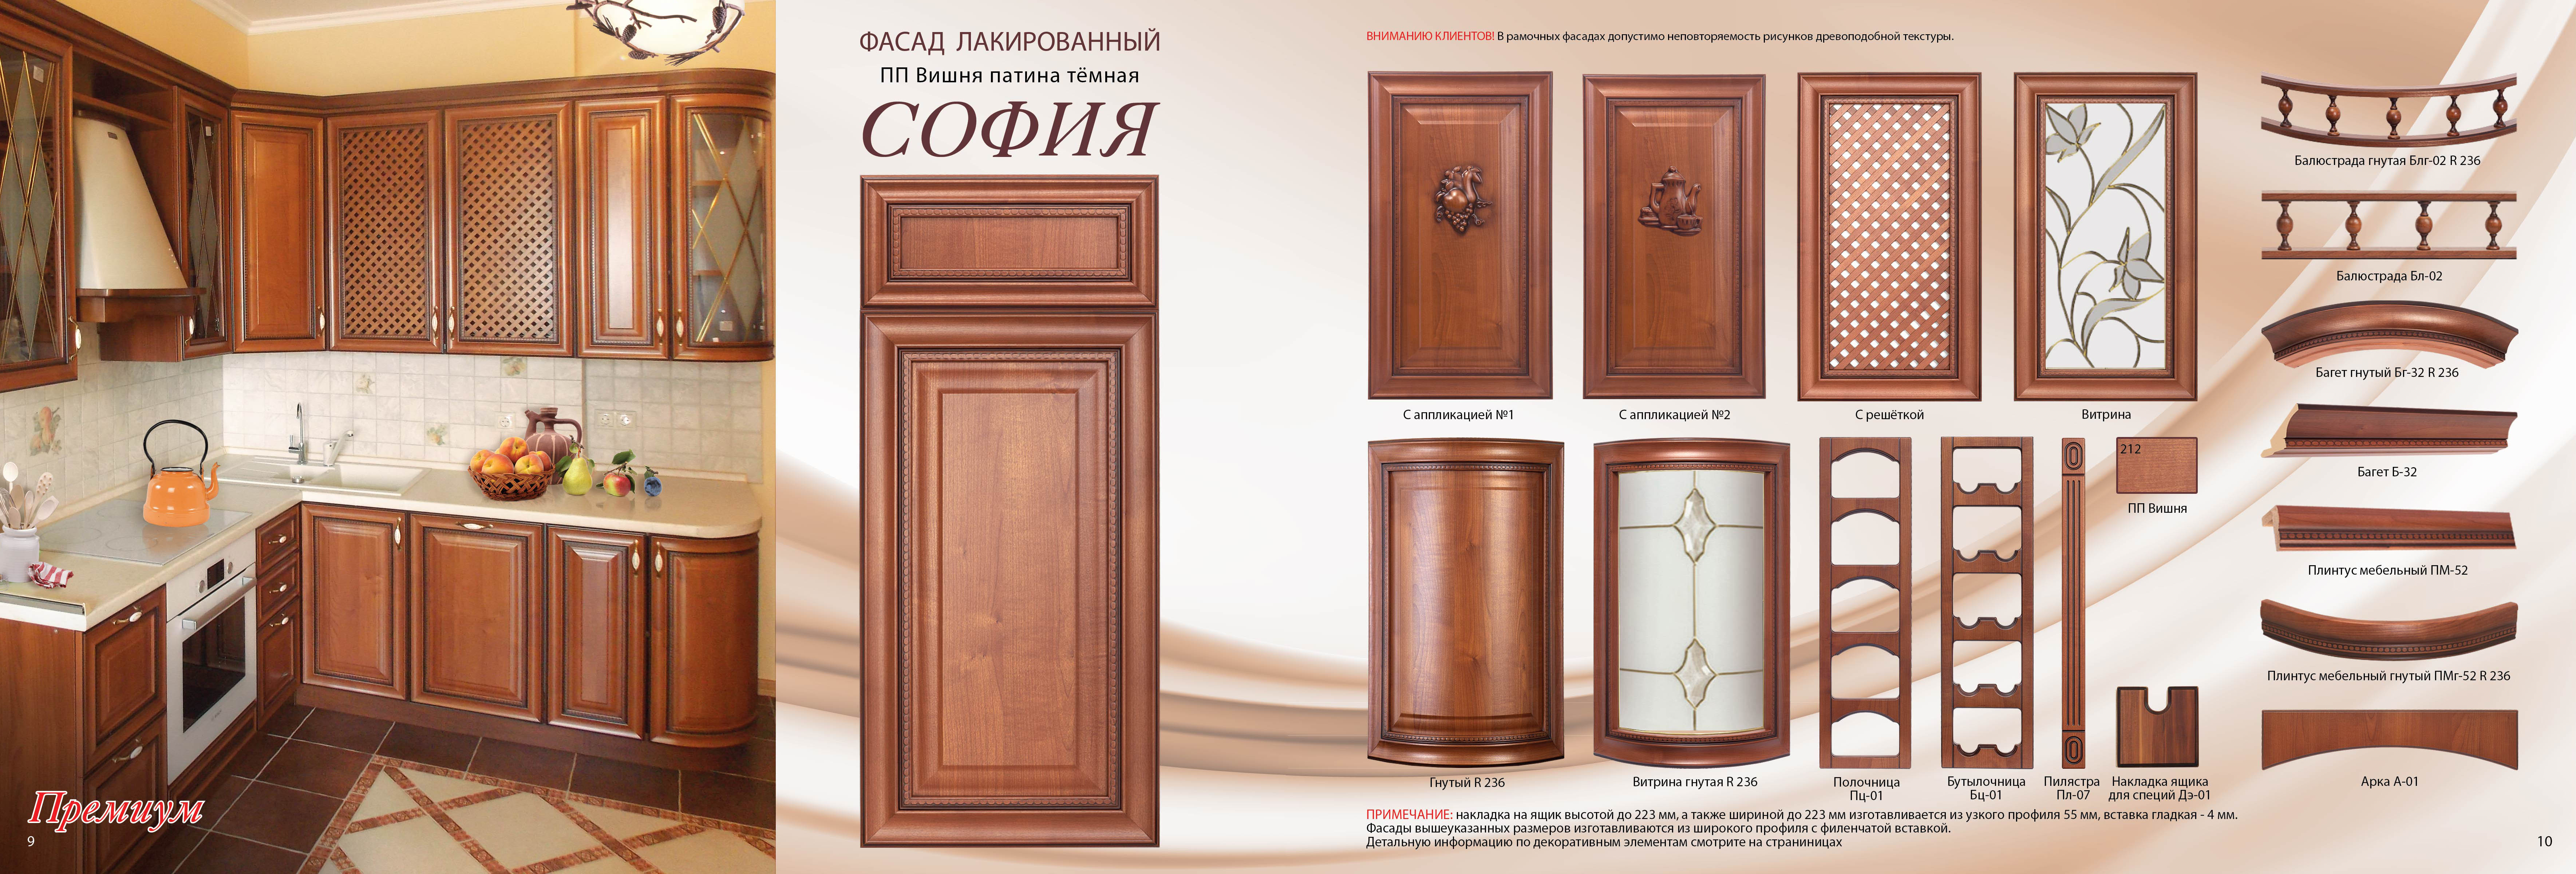 Премиум
9
ФАСАД ЛАКИРОВАННЫЙ
ПП Вишня патина тёмная
СОФИЯ
ВНИМАНИЮ КЛИЕНТОВ! В рамочных фасадах допустимо неповторяемость рисунков древоподобной текстуры.
С аппликацией №1
С аппликацией №2
С решёткой
Витрина
Гнутый R 236
Витрина гнутая R 236
Полочница
Пц-01
Бутылочница
Бц-01
Пилястра
Пл-07
212
ПП Вишня
Накладка ящика
для специй Дэ-01
Балюстрада гнутая Блг-02 R 236
Балюстрада Бл-02
Багет гнутый Бг-32 R 236
Багет Б-32
Плинтус мебельный ПМ-52
Плинтус мебельный гнутый ПМг-52 R 236
Арка А-01
ПРИМЕЧАНИЕ: накладка на ящик высотой до 223 мм, а также шириной до 223 мм изготавливается из узкого профиля 55 мм, вставка гладкая - 4 мм.
Фасады вышеуказанных размеров изготавливаются из широкого профиля с филенчатой вставкой.
Детальную информацию по декоративным элементам смотрите на страниницах
10